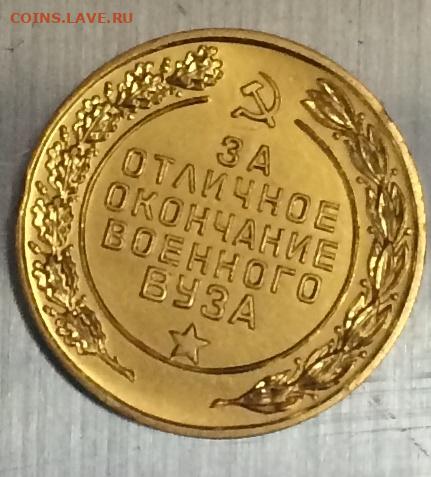 COINS.LAVE.RU
ЗА
ОТЛИЧНОЕ
ОКОНЧАНИЕ
ВОЕННОГО
ВУЗА